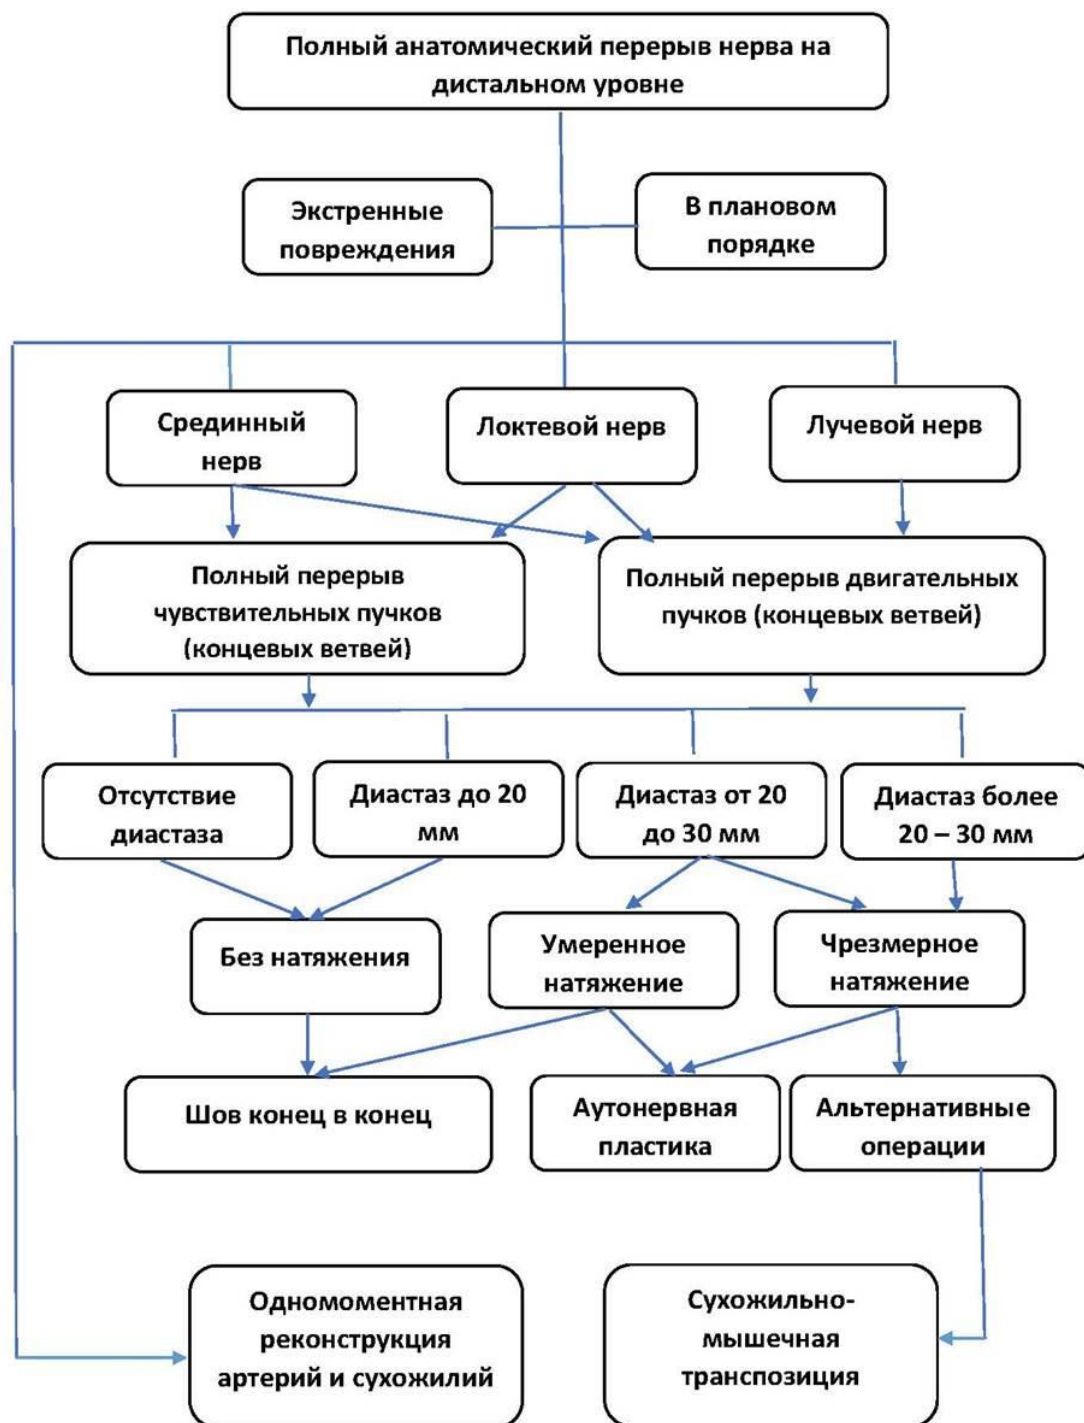 Полный анатомический перерыв нерва на
дистальном уровне
Экстренные
повреждения
В плановом
порядке
Срединный
нерв
Локтевой нерв
Лучевой нерв
Полный перерыв
чувствительных пучков
(концевых ветвей)
Полный перерыв двигательных
пучков (концевых ветвей)
Отсутствие
диастаза
Диастаз до 20
мм
Диастаз от 20
до 30 мм
Диастаз более
20 – 30 мм
Без натяжения
Умеренное
натяжение
Чрезмерное
натяжение
Шов конец в конец
Аутонервная
пластика
Альтернативные
операции
Одномоментная
реконструкция
артерий и сухожилий
Сухожильно-
мышечная
транспозиция